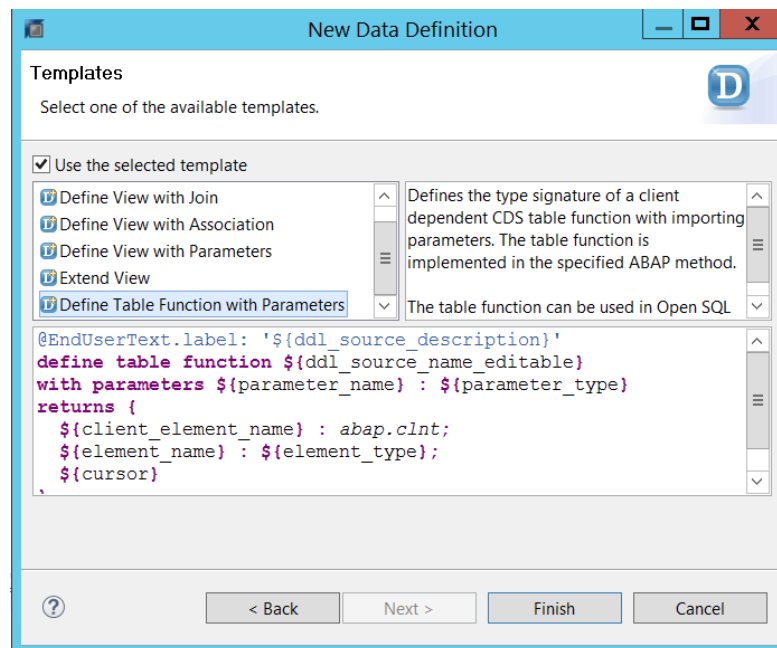 New Data Definition
Templates
Select one of the available templates.
D
Use the selected template
Define View with Join
Define View with Association
Define View with Parameters
Extend View
Define Table Function with Parameters
Defines the type signature of a client
dependent CDS table function with importing
parameters. The table function is
implemented in the specified ABAP method.
The table function can be used in Open SQL
@EndUserText.label: '${ddl_source_description}'
define table function ${ddl_source_name_editable}
with parameters ${parameter_name} : ${parameter_type}
returns {
${client_element_name} : abap.clnt;
${element_name} : ${element_type};
${cursor}
< Back
Next >
Finish
Cancel